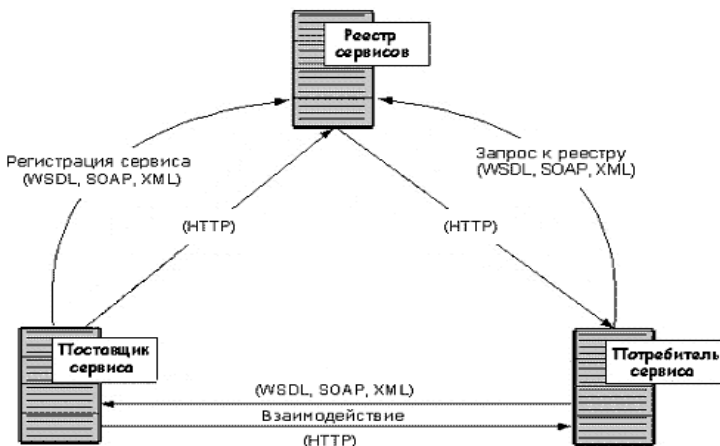 Реестр
сервисов
Регистрация сервиса
(WSDL, SOAP, XML)
Запрос к реестру
(WSDL, SOAP, XML)
(HTTP)
(HTTP)
Поставщик
сервиса
Потребитель
сервиса
(WSDL, SOAP, XML)
Взаимодействие
(HTTP)